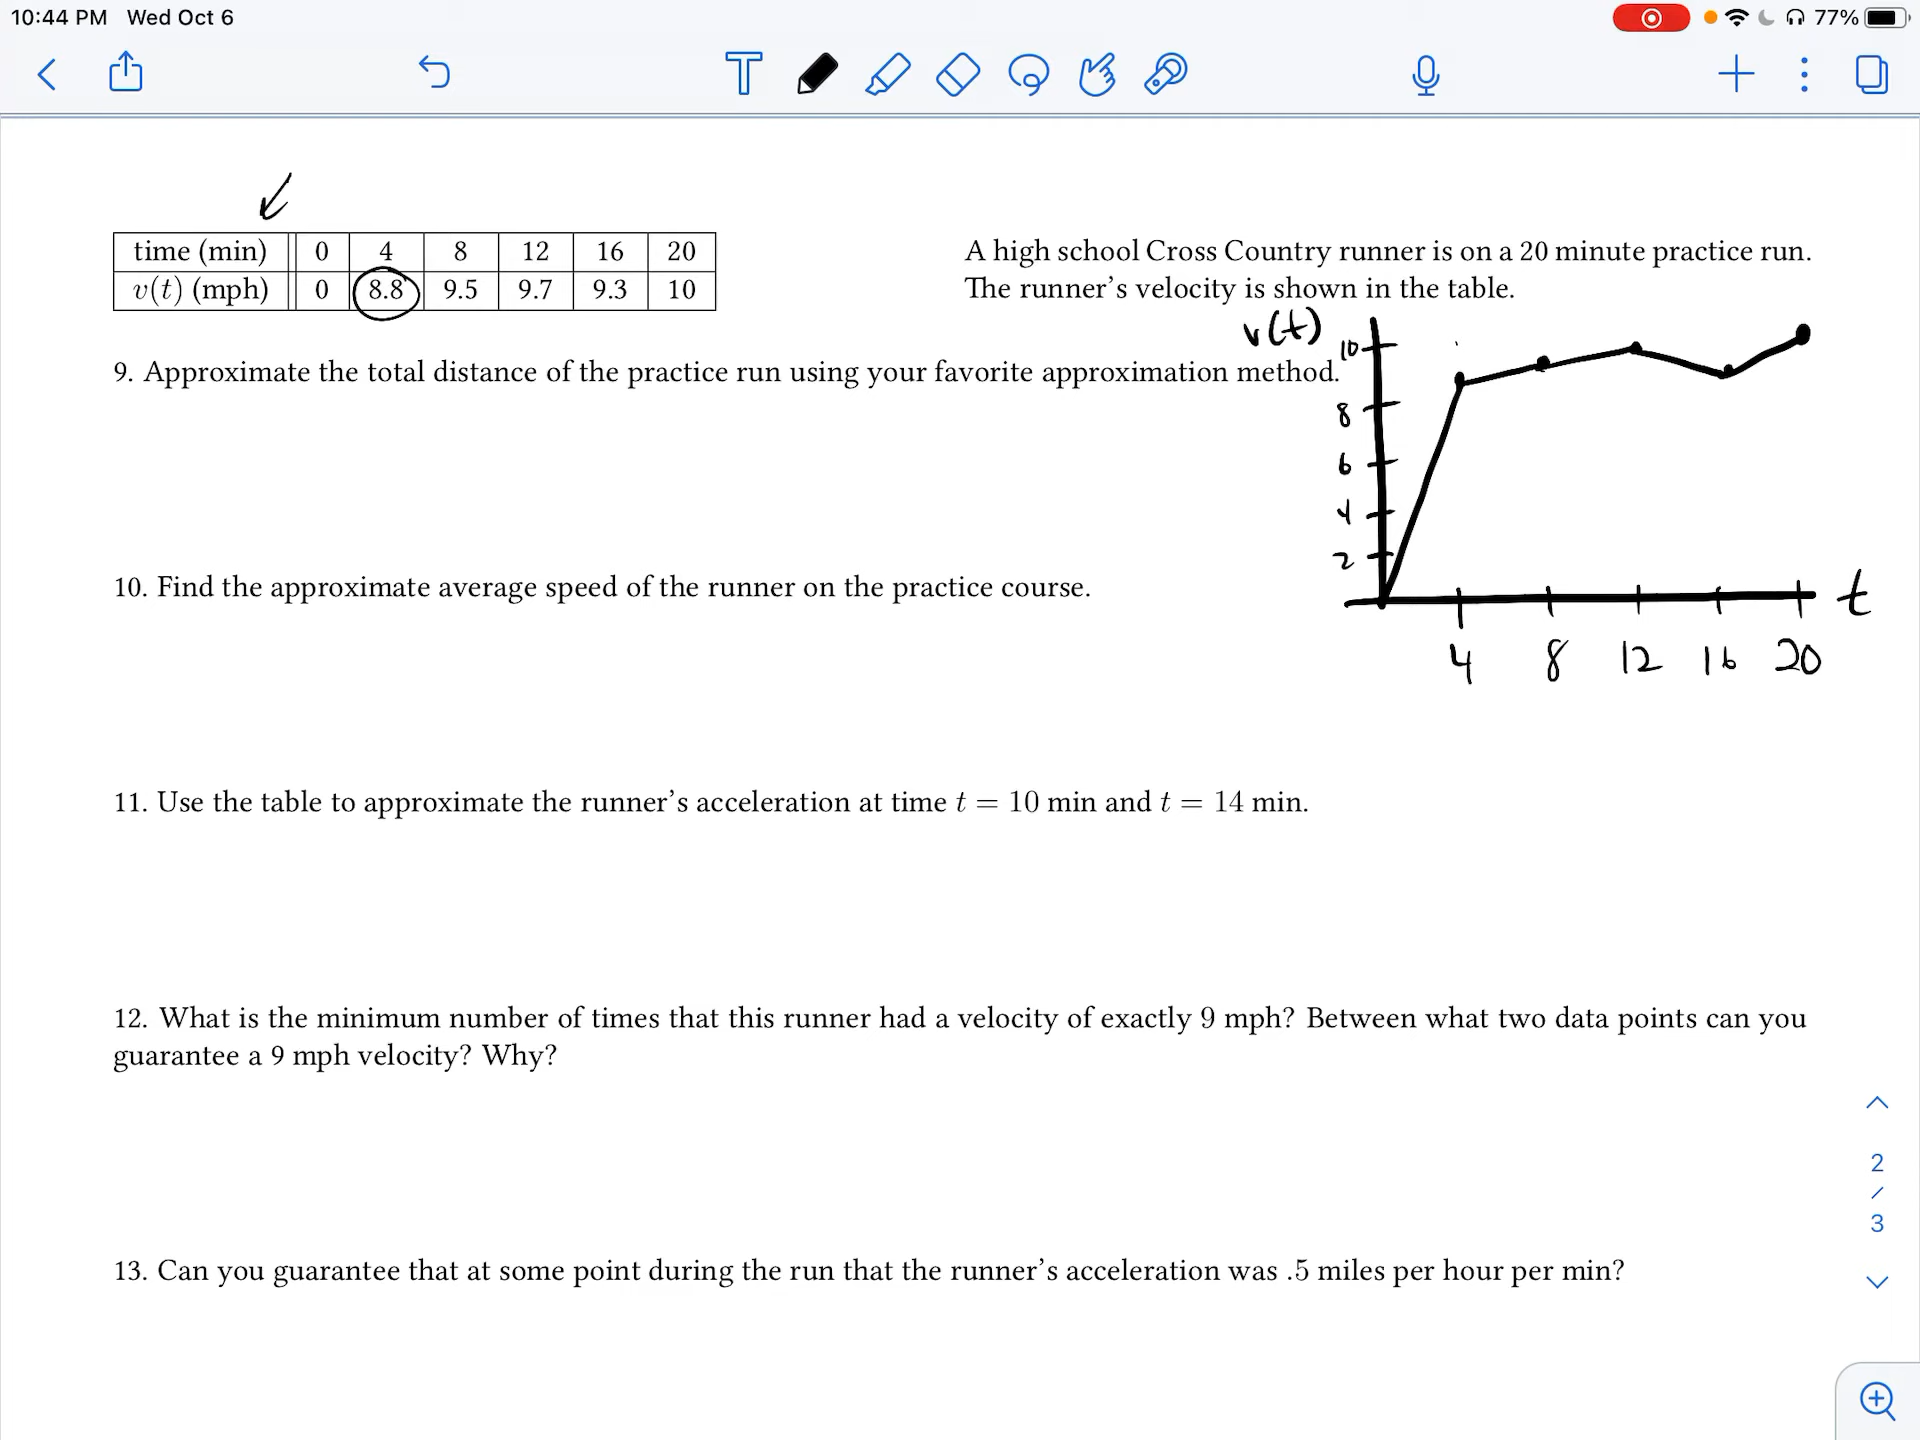 10:44 PM Wed Oct 6
77%
time (min) 0 4 8 12 16 20
v(t) (mph) 0 8.8 9.5 9.7 9.3 10
A high school Cross Country runner is on a 20 minute practice run.
The runner's velocity is shown in the table.
v(t)
10
9. Approximate the total distance of the practice run using your favorite approximation method.
8
6
4
2
10. Find the approximate average speed of the runner on the practice course.
t
4 8 12 16 20
11. Use the table to approximate the runner's acceleration at time t = 10 min and t = 14 min.
12. What is the minimum number of times that this runner had a velocity of exactly 9 mph? Between what two data points can you
guarantee a 9 mph velocity? Why?
2
/
3
13. Can you guarantee that at some point during the run that the runner's acceleration was .5 miles per hour per min?